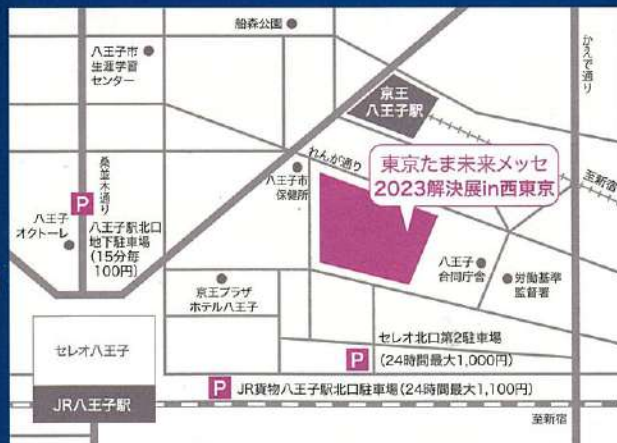 船森公園
かえで通り
八王子市
生涯学習
センター
京王
八王子駅
桑並木通り
れんが通り
東京たま未来メッセ
2023解決展in西東京
至新宿
八王子市
保健所
P
八王子駅北口
地下駐車場
(15分毎
100円)
八王子
オクトーレ
八王子
合同庁舎
労働基準
監督署
京王プラザ
ホテル八王子
セレオ北口第2駐車場
P
(24時間最大1,000円)
セレオ八王子
P
JR貨物八王子駅北口駐車場(24時間最大1,100円)
JR八王子駅
至新宿